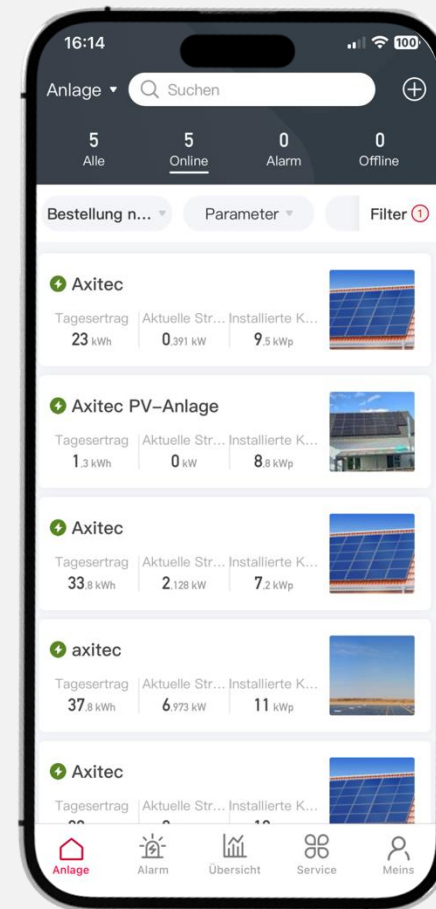 16:14
100
Anlage
Suchen
5 5 0 0
Alle Online Alarm Offline
Bestellung n... Parameter Filter 1
Axitec
Tagesertrag Aktuelle Str... Installierte K...
23 kWh 0.391 kW 9.5 kWp
Axitec PV-Anlage
Tagesertrag Aktuelle Str... Installierte K...
1.3 kWh 0 kW 8.8 kWp
Axitec
Tagesertrag Aktuelle Str... Installierte K...
33.8 kWh 2.128 kW 7.2 kWp
axitec
Tagesertrag Aktuelle Str... Installierte K...
37.8 kWh 6.973 kW 11 kWp
Axitec
Tagesertrag Aktuelle Str... Installierte K...
Anlage Alarm Übersicht Service Meins